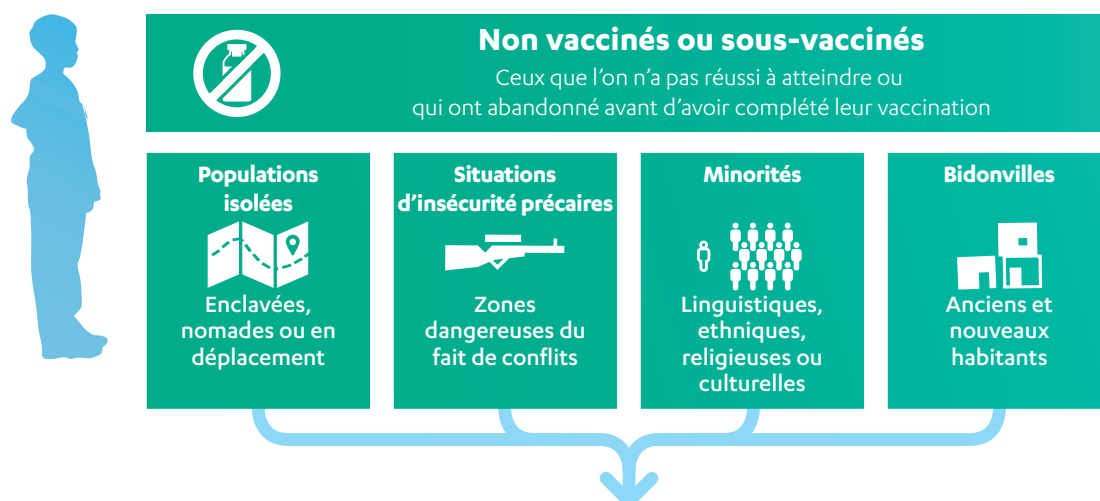 Non vaccinés ou sous-vaccinés
Ceux que l'on n'a pas réussi à atteindre ou
qui ont abandonné avant d'avoir complété leur vaccination
Populations
isolées
Enclavées,
nomades ou en
déplacement
Situations
d'insécurité précaires
Zones
dangereuses du
fait de conflits
Minorités
Linguistiques,
ethniques,
religieuses ou
culturelles
Bidonvilles
Anciens et
nouveaux
habitants